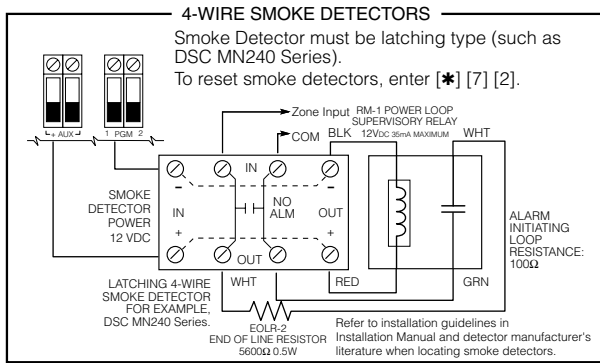 4-WIRE SMOKE DETECTORS
Smoke Detector must be latching type (such as
DSC MN240 Series).
To reset smoke detectors, enter [✱] [7] [2].
+ AUX -
1 PGM 2
Zone Input
COM
RM-1 POWER LOOP
SUPERVISORY RELAY
12VDC 35mA MAXIMUM
BLK
WHT
IN
- -
SMOKE
DETECTOR
POWER
12 VDC
IN
NO
ALM
OUT
+ +
OUT
ALARM
INITIATING
LOOP
RESISTANCE:
100Ω
LATCHING 4-WIRE
SMOKE DETECTOR
FOR EXAMPLE,
DSC MN240 Series.
WHT
RED
GRN
EOLR-2
END OF LINE RESISTOR
5600Ω 0.5W
Refer to installation guidelines in
Installation Manual and detector manufacturer's
literature when locating smoke detectors.